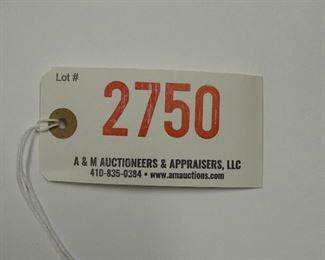 Lot #
2750
A & M AUCTIONEERS & APPRAISERS, LLC
410-835-0384 • www.amauctions.com